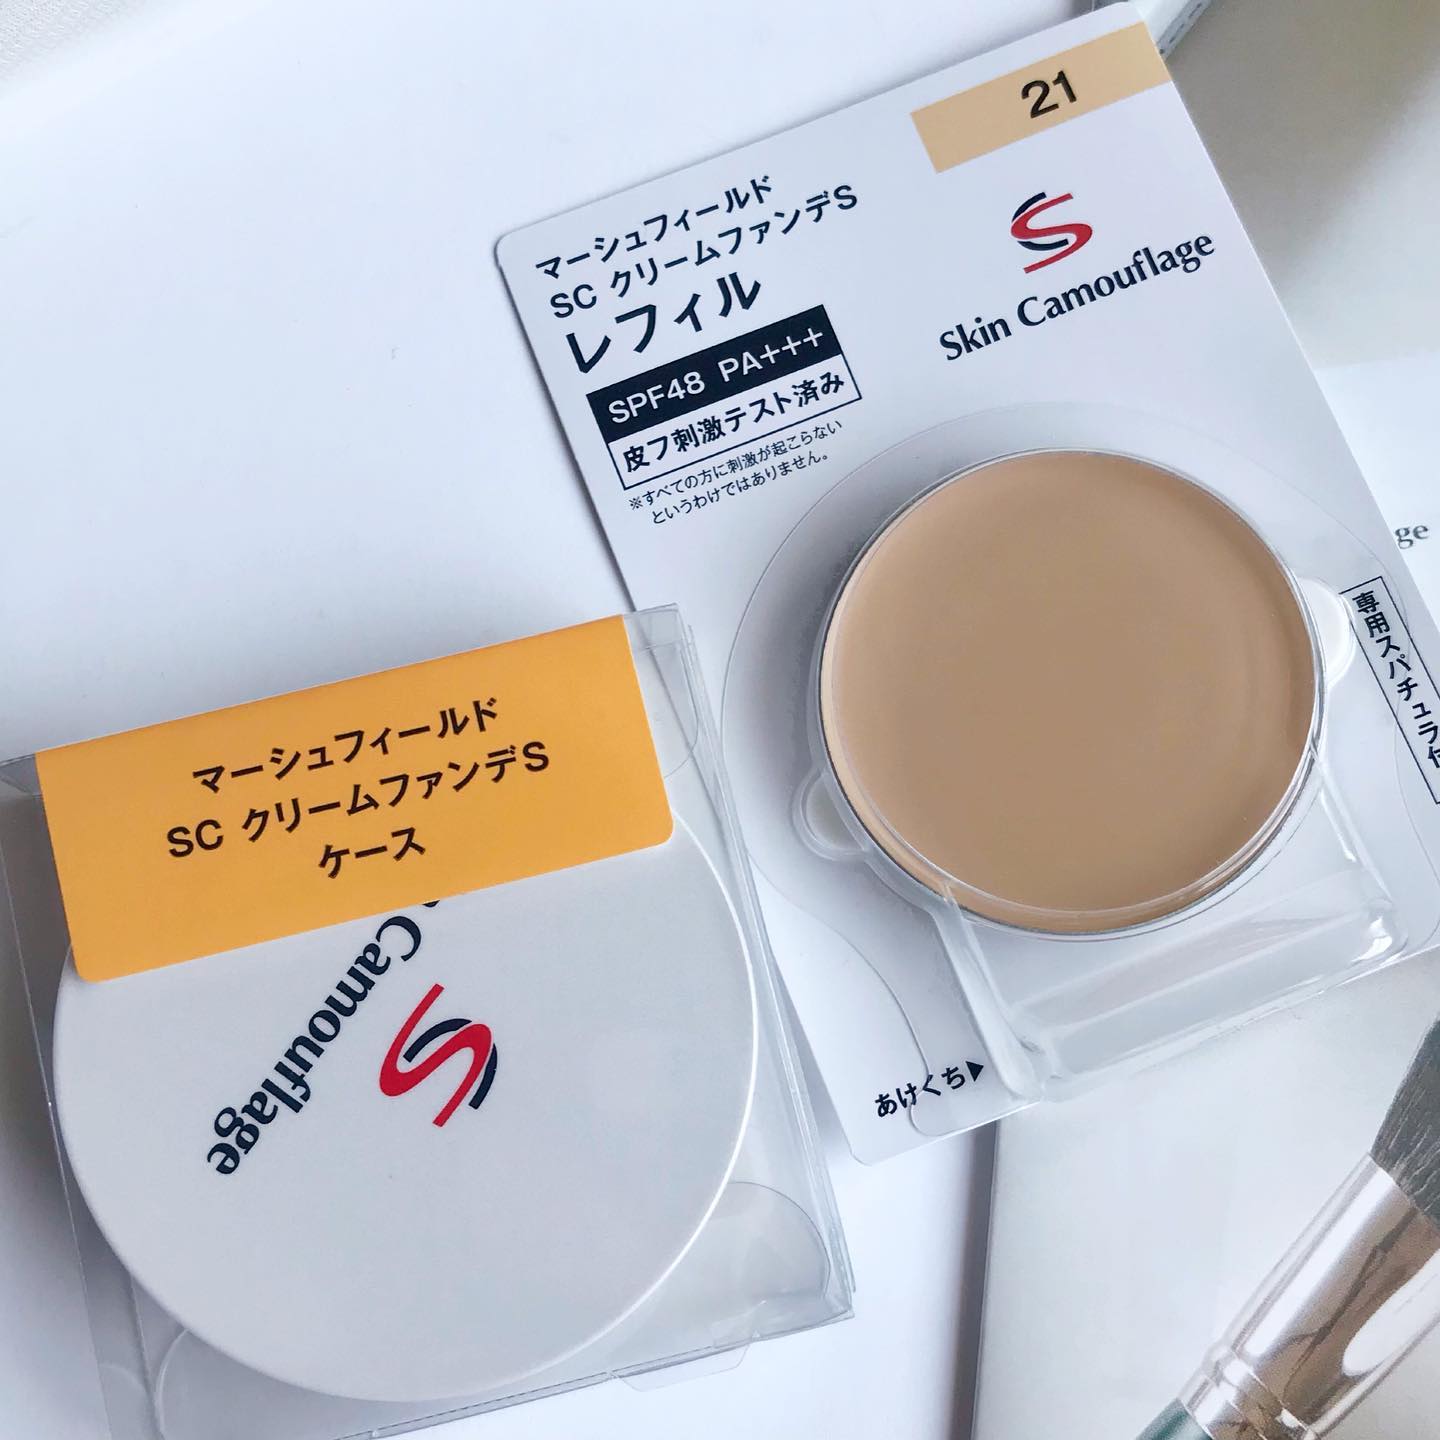 21
Skin Camouflage
マーシュフィールド
SC クリームファンデS
レフィル
SPF48 PA+++
皮フ刺激テスト済み
※すべての方に刺激が起こらない
というわけではありません。
専用スパチュラ付
あけくち▶
マーシュフィールド
SC クリームファンデS
ケース
Camouflage
ge